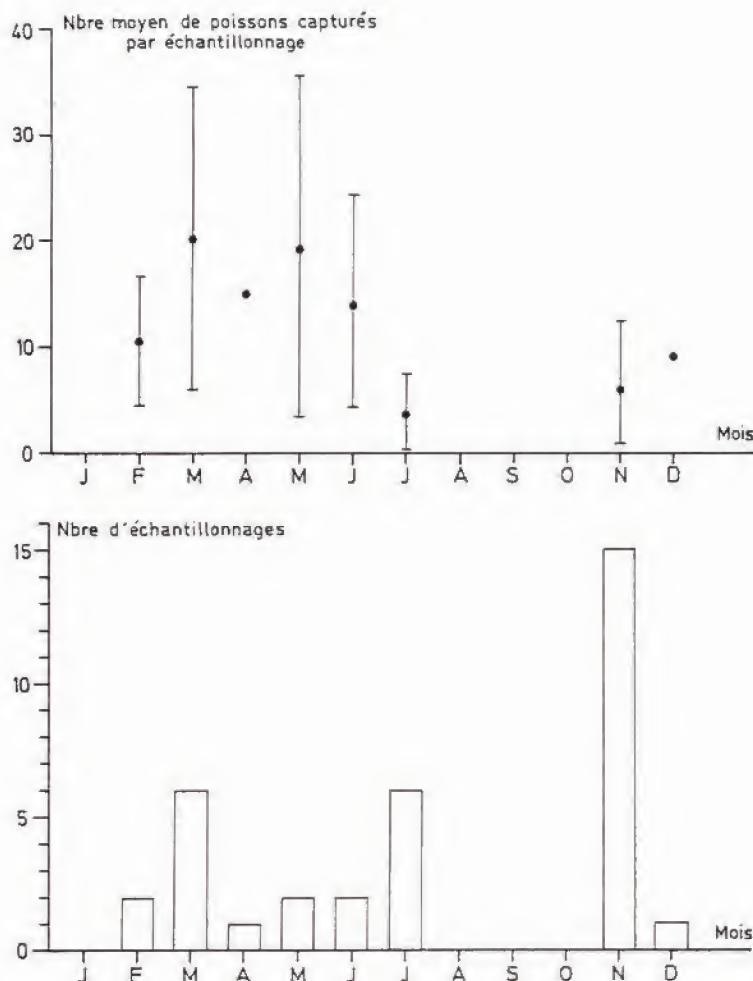 Nbre moyen de poissons capturés
par échantillonnage
40
30
20
10
0
Mois
J F M A M J J A S O N D
Nbre d'échantillonnages
15
10
5
0
Mois
J F M A M J J A S O N D